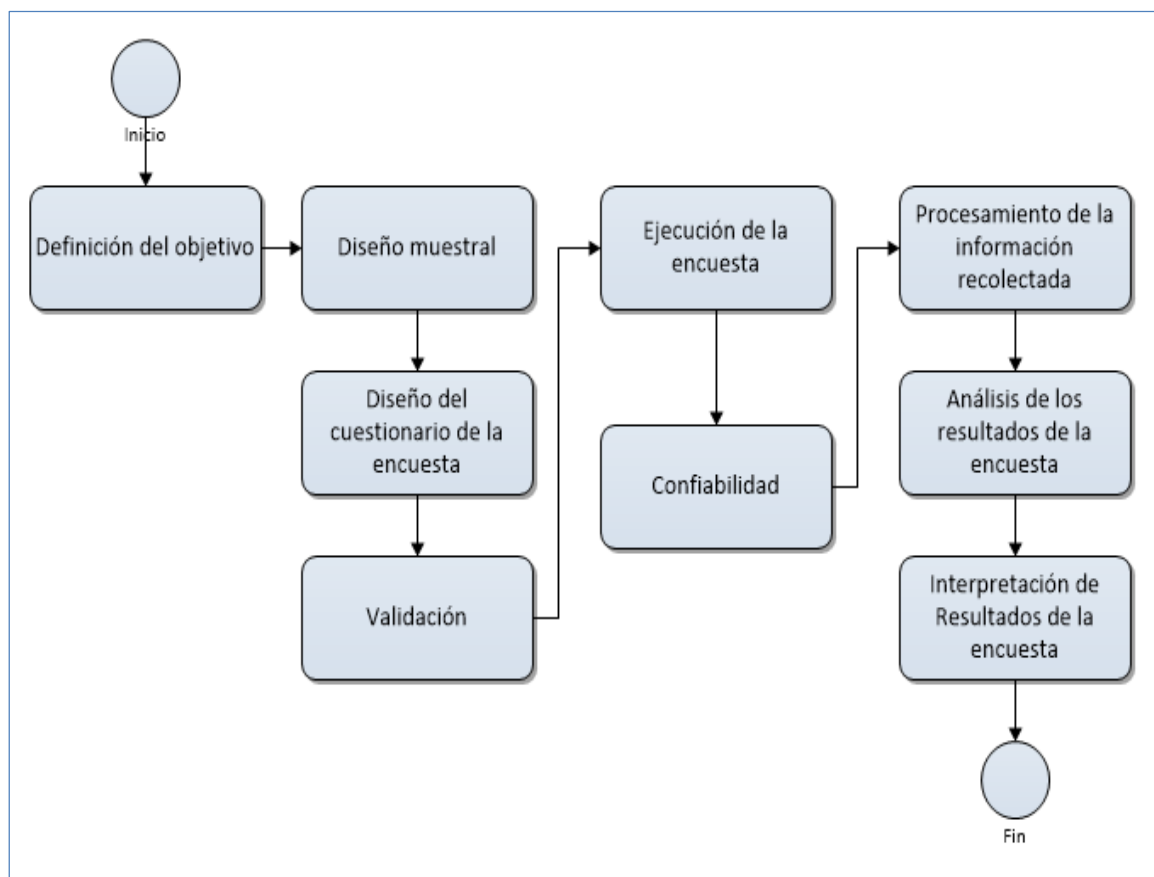 Inicio
Definición del objetivo
Diseño muestral
Diseño del
cuestionario de la
encuesta
Validación
Ejecución de la
encuesta
Confiabilidad
Procesamiento de la
información
recolectada
Análisis de los
resultados de la
encuesta
Interpretación de
Resultados de la
encuesta
Fin